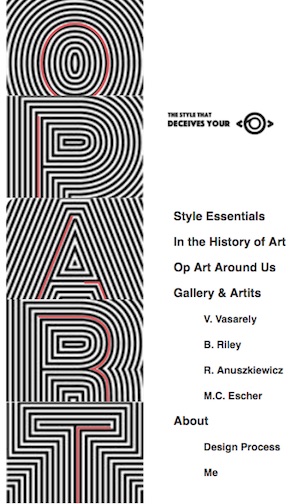 O
P
A
R
T
THE STYLE THAT
DECEIVES YOUR
Style Essentials
In the History of Art
Op Art Around Us
Gallery & Artits
V. Vasarely
B. Riley
R. Anuszkiewicz
M.C. Escher
About
Design Process
Me